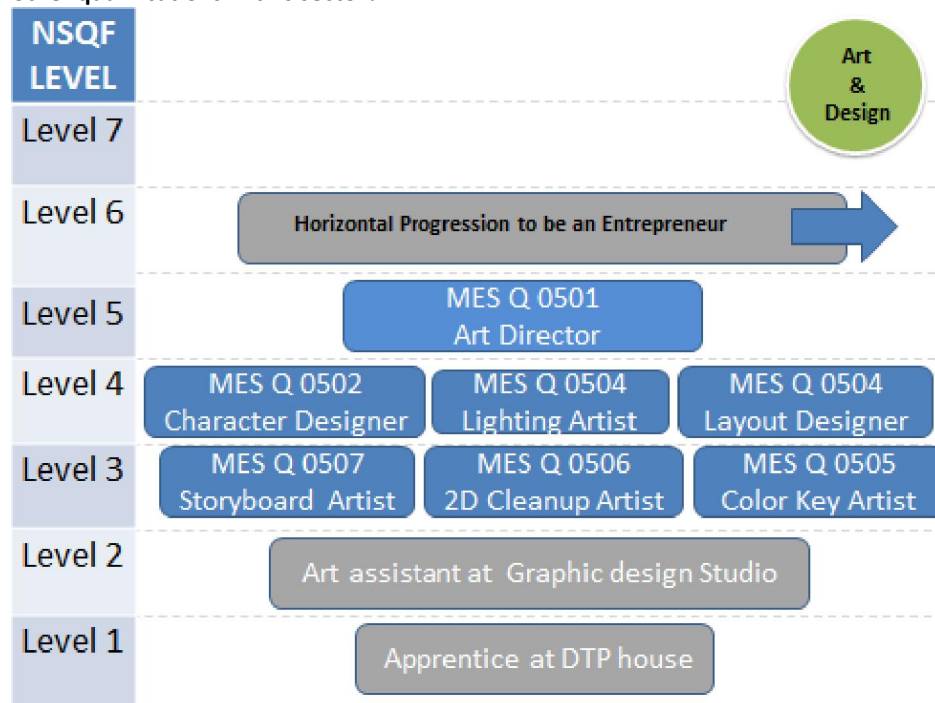 NSQF
LEVEL
Art
&
Design
Level 7
Level 6
Horizontal Progression to be an Entrepreneur
Level 5
MES Q 0501
Art Director
Level 4
MES Q 0502
Character Designer
MES Q 0504
Lighting Artist
MES Q 0504
Layout Designer
Level 3
MES Q 0507
Storyboard Artist
MES Q 0506
2D Cleanup Artist
MES Q 0505
Color Key Artist
Level 2
Art assistant at Graphic design Studio
Level 1
Apprentice at DTP house